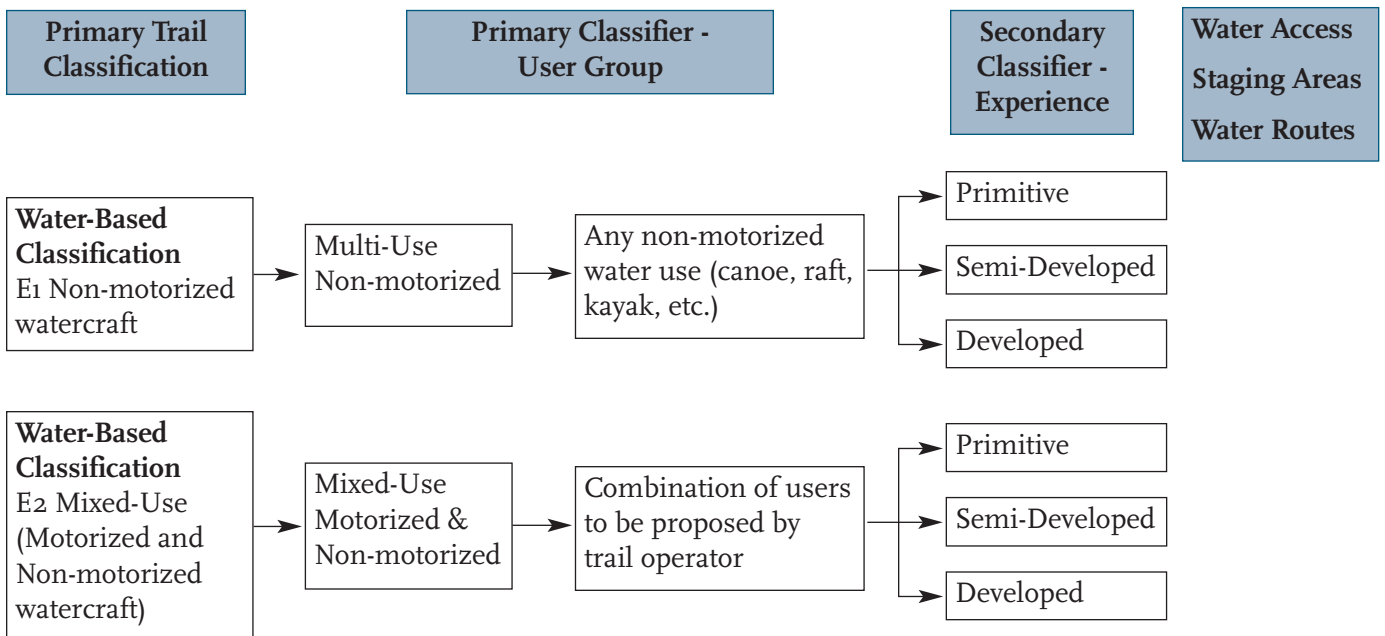 Primary Trail
Classification
Primary Classifier -
User Group
Secondary
Classifier -
Experience
Water Access
Staging Areas
Water Routes
Water-Based
Classification
E1 Non-motorized
watercraft
Multi-Use
Non-motorized
Any non-motorized
water use (canoe, raft,
kayak, etc.)
Primitive
Semi-Developed
Developed
Water-Based
Classification
E2 Mixed-Use
(Motorized and
Non-motorized
watercraft)
Mixed-Use
Motorized &
Non-motorized
Combination of users
to be proposed by
trail operator
Primitive
Semi-Developed
Developed